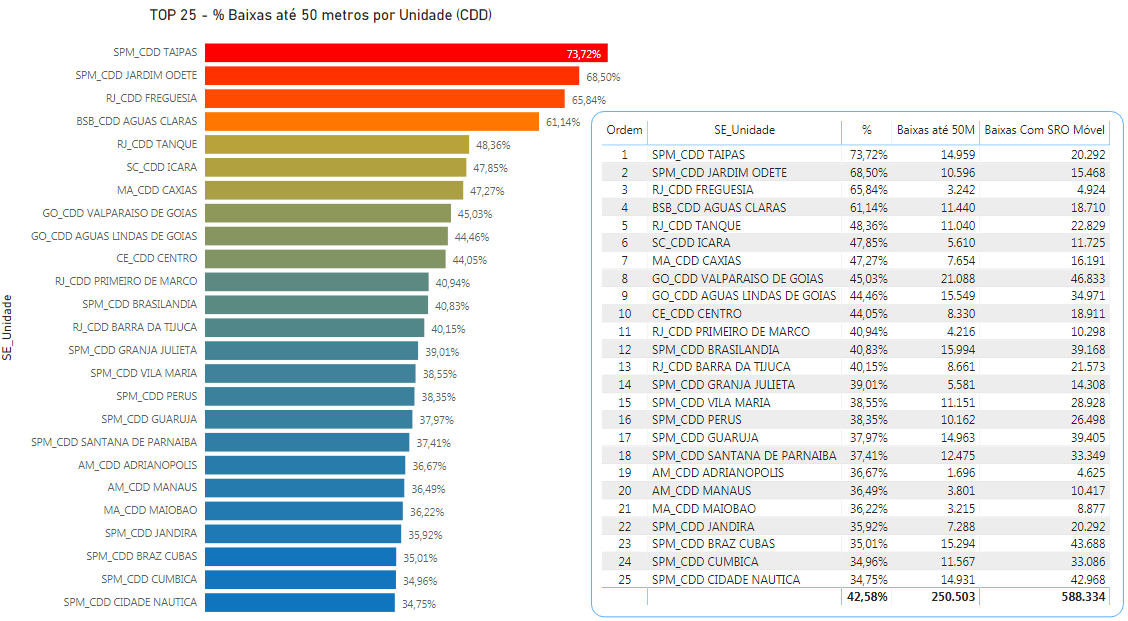 TOP 25 - % Baixas até 50 metros por Unidade (CDD)
SE_Unidade
SPM_CDD TAIPAS 73,72%
SPM_CDD JARDIM ODETE 68,50%
RJ_CDD FREGUESIA 65,84%
BSB_CDD AGUAS CLARAS 61,14%
RJ_CDD TANQUE 48,36%
SC_CDD ICARA 47,85%
MA_CDD CAXIAS 47,27%
GO_CDD VALPARAISO DE GOIAS 45,03%
GO_CDD AGUAS LINDAS DE GOIAS 44,46%
CE_CDD CENTRO 44,05%
RJ_CDD PRIMEIRO DE MARCO 40,94%
SPM_CDD BRASILANDIA 40,83%
RJ_CDD BARRA DA TIJUCA 40,15%
SPM_CDD GRANJA JULIETA 39,01%
SPM_CDD VILA MARIA 38,55%
SPM_CDD PERUS 38,35%
SPM_CDD GUARUJA 37,97%
SPM_CDD SANTANA DE PARNAIBA 37,41%
AM_CDD ADRIANOPOLIS 36,67%
AM_CDD MANAUS 36,49%
MA_CDD MAIOBAO 36,22%
SPM_CDD JANDIRA 35,92%
SPM_CDD BRAZ CUBAS 35,01%
SPM_CDD CUMBICA 34,96%
SPM_CDD CIDADE NAUTICA 34,75%
Ordem SE_Unidade % Baixas até 50M Baixas Com SRO Móvel
1 SPM_CDD TAIPAS 73,72% 14.959 20.292
2 SPM_CDD JARDIM ODETE 68,50% 10.596 15.468
3 RJ_CDD FREGUESIA 65,84% 3.242 4.924
4 BSB_CDD AGUAS CLARAS 61,14% 11.440 18.710
5 RJ_CDD TANQUE 48,36% 11.040 22.829
6 SC_CDD ICARA 47,85% 5.610 11.725
7 MA_CDD CAXIAS 47,27% 7.654 16.191
8 GO_CDD VALPARAISO DE GOIAS 45,03% 21.088 46.833
9 GO_CDD AGUAS LINDAS DE GOIAS 44,46% 15.549 34.971
10 CE_CDD CENTRO 44,05% 8.330 18.911
11 RJ_CDD PRIMEIRO DE MARCO 40,94% 4.216 10.298
12 SPM_CDD BRASILANDIA 40,83% 15.994 39.168
13 RJ_CDD BARRA DA TIJUCA 40,15% 8.661 21.573
14 SPM_CDD GRANJA JULIETA 39,01% 5.581 14.308
15 SPM_CDD VILA MARIA 38,55% 11.151 28.928
16 SPM_CDD PERUS 38,35% 10.162 26.498
17 SPM_CDD GUARUJA 37,97% 14.963 39.405
18 SPM_CDD SANTANA DE PARNAIBA 37,41% 12.475 33.349
19 AM_CDD ADRIANOPOLIS 36,67% 1.696 4.625
20 AM_CDD MANAUS 36,49% 3.801 10.417
21 MA_CDD MAIOBAO 36,22% 3.215 8.877
22 SPM_CDD JANDIRA 35,92% 7.288 20.292
23 SPM_CDD BRAZ CUBAS 35,01% 15.294 43.688
24 SPM_CDD CUMBICA 34,96% 11.567 33.086
25 SPM_CDD CIDADE NAUTICA 34,75% 14.931 42.968
42,58% 250.503 588.334